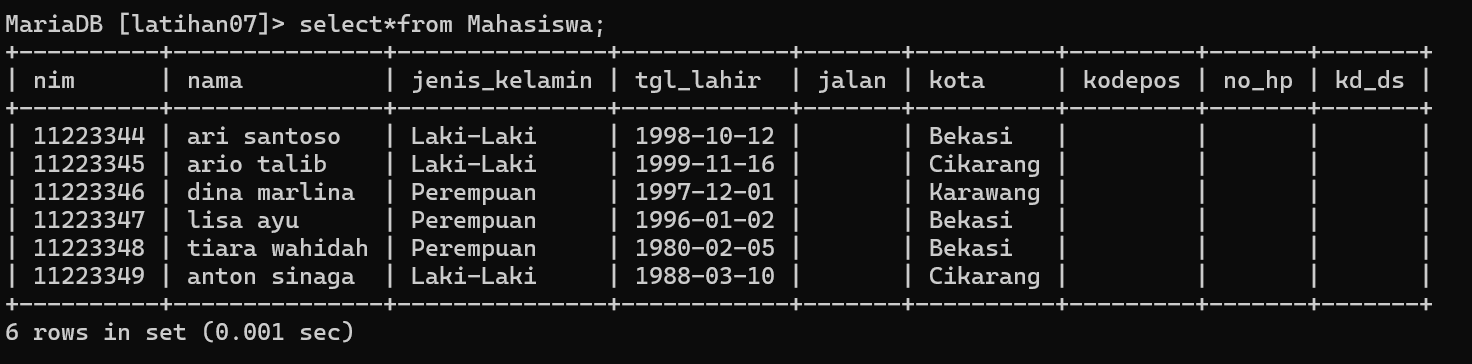 MariaDB [latihan07]> select*from Mahasiswa;
+----------+---------------+---------------+------------+-------+----------+---------+-------+-------+
| nim      | nama          | jenis_kelamin | tgl_lahir  | jalan | kota     | kodepos | no_hp | kd_ds |
+----------+---------------+---------------+------------+-------+----------+---------+-------+-------+
| 11223344 | ari santoso   | Laki-Laki     | 1998-10-12 |       | Bekasi   |         |       |       |
| 11223345 | ario talib    | Laki-Laki     | 1999-11-16 |       | Cikarang |         |       |       |
| 11223346 | dina marlina  | Perempuan     | 1997-12-01 |       | Karawang |         |       |       |
| 11223347 | lisa ayu      | Perempuan     | 1996-01-02 |       | Bekasi   |         |       |       |
| 11223348 | tiara wahidah | Perempuan     | 1980-02-05 |       | Bekasi   |         |       |       |
| 11223349 | anton sinaga  | Laki-Laki     | 1988-03-10 |       | Cikarang |         |       |       |
+----------+---------------+---------------+------------+-------+----------+---------+-------+-------+
6 rows in set (0.001 sec)